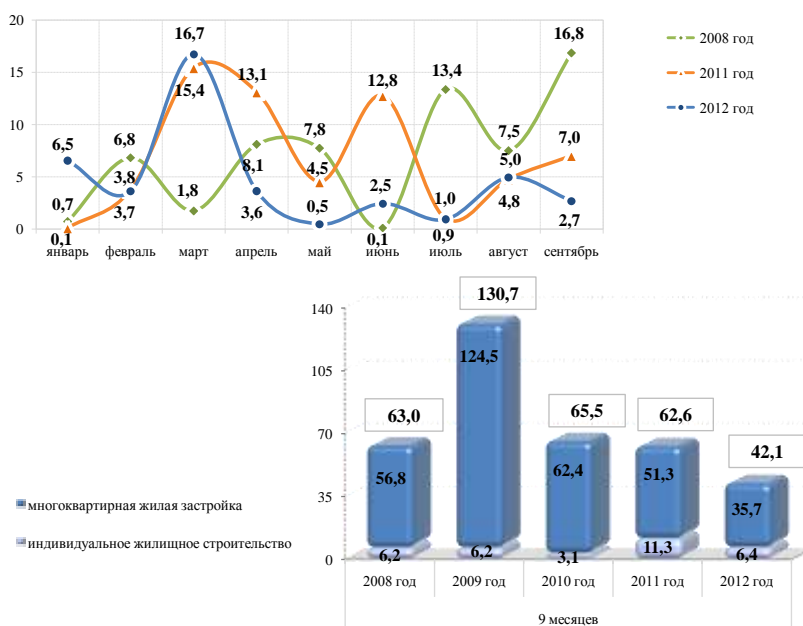 20
16,7
13,1
12,8
13,4
16,8
2008 год
15
15,4
2011 год
10
6,5
6,8
7,8
7,5
7,0
2012 год
5
3,8
8,1
4,5
2,5
1,0
5,0
0,7
1,8
0,5
4,8
0
0,1
3,7
3,6
0,1
0,9
2,7
январь
февраль
март
апрель
май
июнь
июль
август
сентябрь
140
130,7
105
124,5
63,0
65,5
62,6
70
42,1
56,8
62,4
51,3
35
35,7
многоквартирная жилая застройка
индивидуальное жилищное строительство
0
6,2
6,2
3,1
11,3
6,4
2008 год
2009 год
2010 год
2011 год
2012 год
9 месяцев